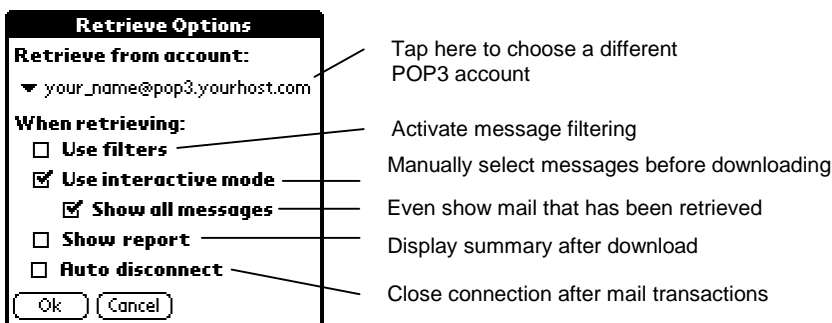 Retrieve Options
Retrieve from account:
your_name@pop3.yourhost.com
When retrieving:
Use filters
Use interactive mode
Show all messages
Show report
Auto disconnect
Ok Cancel
Tap here to choose a different
POP3 account
Activate message filtering
Manually select messages before downloading
Even show mail that has been retrieved
Display summary after download
Close connection after mail transactions